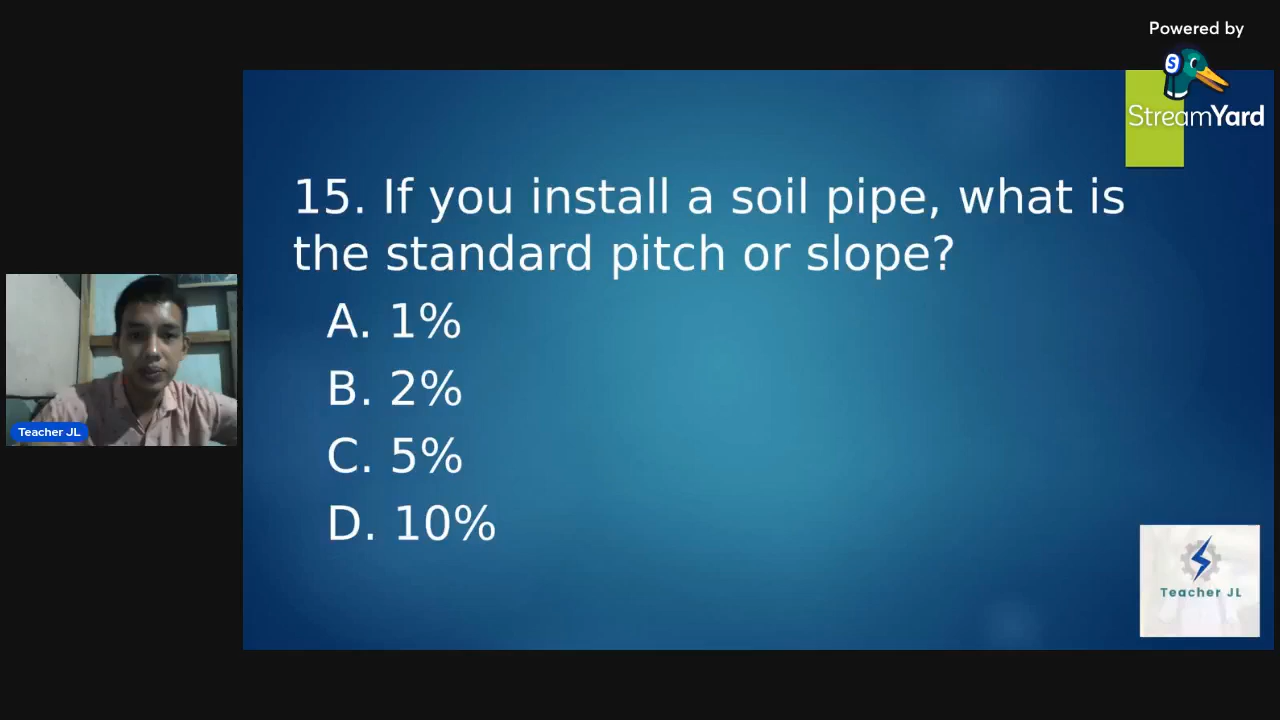 Powered by
S
StreamYard
15. If you install a soil pipe, what is
the standard pitch or slope?
A. 1%
B. 2%
C. 5%
D. 10%
Teacher JL
Teacher JL